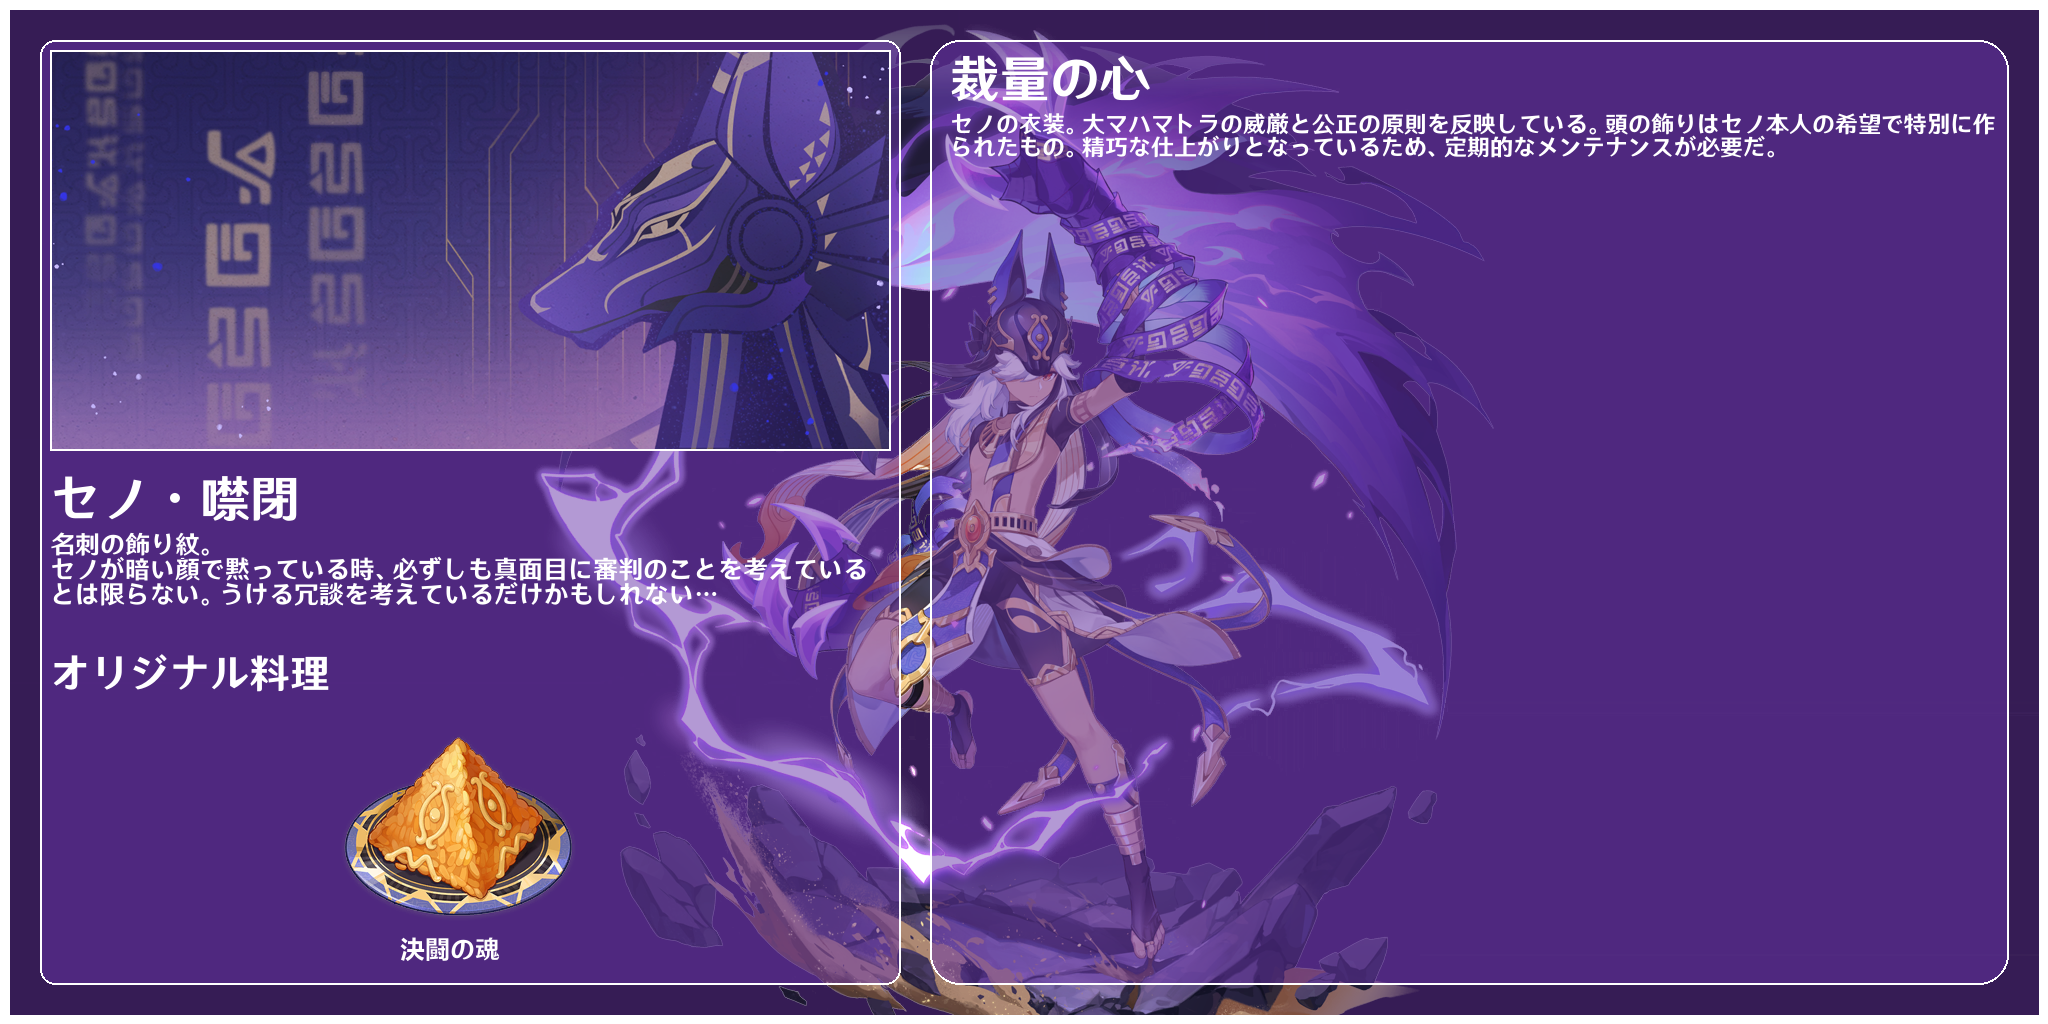 セノ・噤閉
名刺の飾り紋。
セノが暗い顔で黙っている時、必ずしも真面目に審判のことを考えている
とは限らない。うける冗談を考えているだけかもしれない…
オリジナル料理
決闘の魂
裁量の心
セノの衣装。大マハマトラの威厳と公正の原則を反映している。頭の飾りはセノ本人の希望で特別に作
られたもの。精巧な仕上がりとなっているため、定期的なメンテナンスが必要だ。